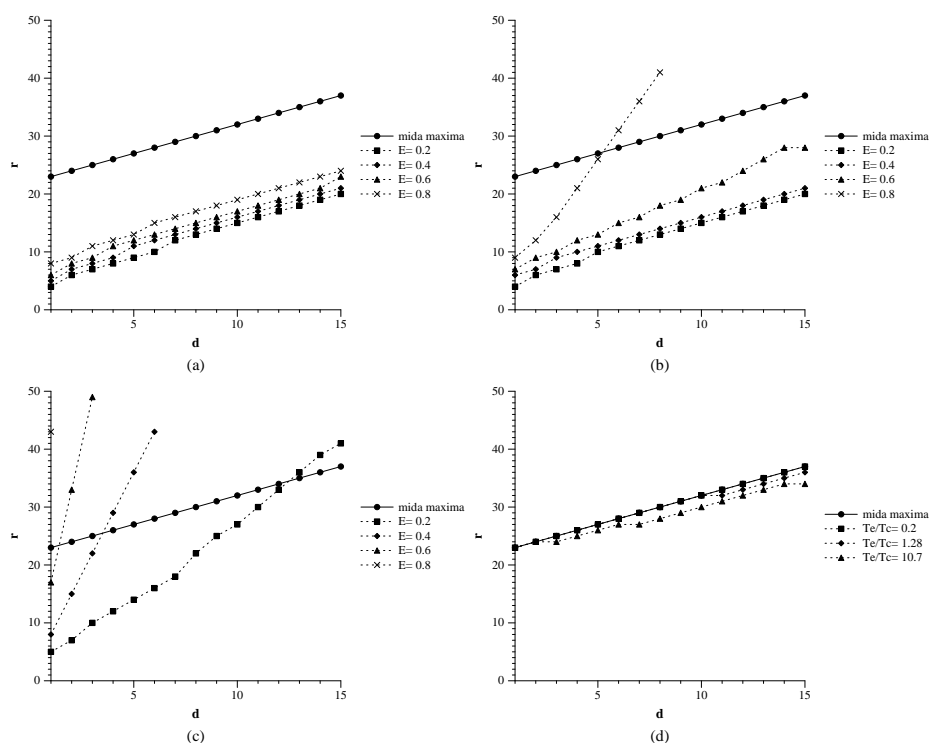 50
40
30
20
10
0
r
5
10
15
d
mida maxima
E= 0.2
E= 0.4
E= 0.6
E= 0.8
(a)
50
40
30
20
10
0
r
5
10
15
d
mida maxima
E= 0.2
E= 0.4
E= 0.6
E= 0.8
(b)
50
40
30
20
10
0
r
5
10
15
d
mida maxima
E= 0.2
E= 0.4
E= 0.6
E= 0.8
(c)
50
40
30
20
10
0
r
5
10
15
d
mida maxima
Te/Tc= 0.2
Te/Tc= 1.28
Te/Tc= 10.7
(d)